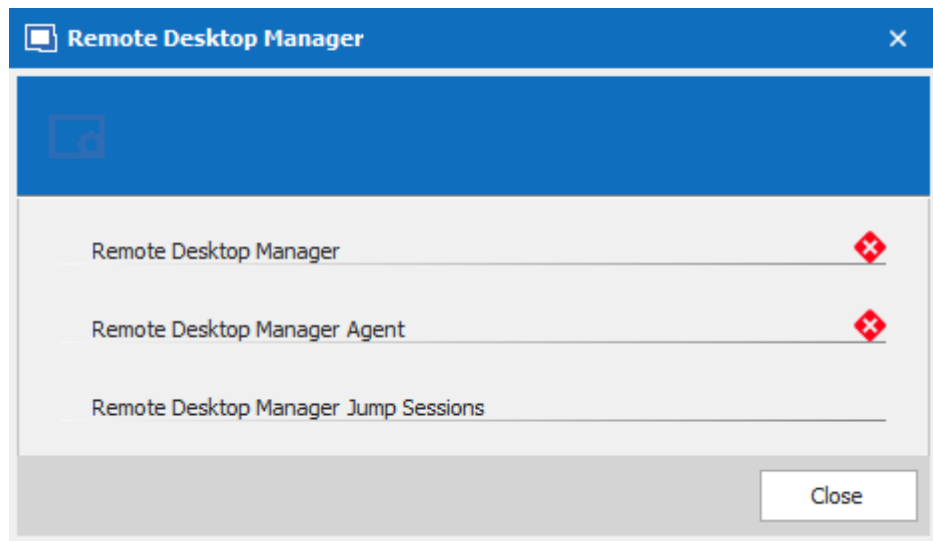 Remote Desktop Manager
Remote Desktop Manager
Remote Desktop Manager Agent
Remote Desktop Manager Jump Sessions
Close